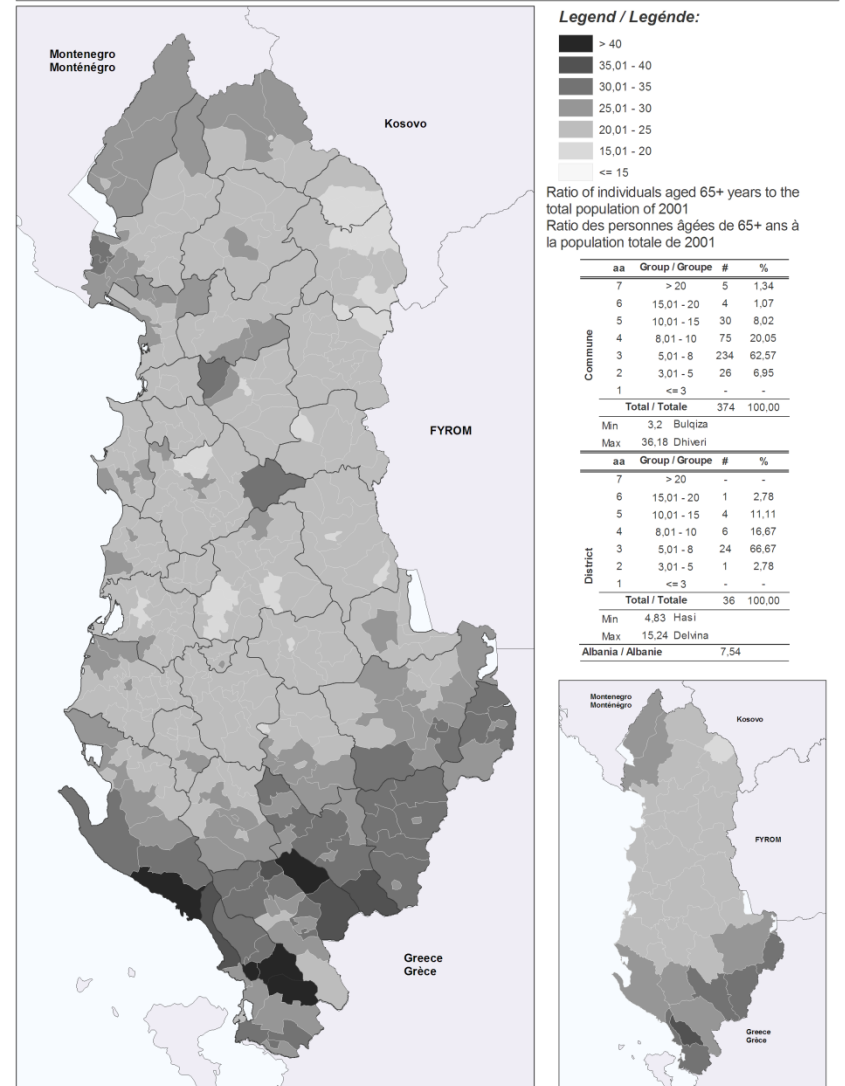 Legend / Legénde:
> 40
35,01 - 40
30,01 - 35
25,01 - 30
20,01 - 25
15,01 - 20
<= 15
Ratio of individuals aged 65+ years to the
total population of 2001
Ratio des personnes âgées de 65+ ans à
la population totale de 2001
Montenegro
Monténégro
Kosovo
FYROM
Greece
Grèce
aa Group / Groupe # %
Commune
7 > 20 5 1,34
6 15,01 - 20 4 1,07
5 10,01 - 15 30 8,02
4 8,01 - 10 75 20,05
3 5,01 - 8 234 62,57
2 3,01 - 5 26 6,95
1 <= 3 - -
Total / Totale 374 100,00
Min 3,2 Bulqiza
Max 36,18 Dhiveri
aa Group / Groupe # %
District
7 > 20 - -
6 15,01 - 20 1 2,78
5 10,01 - 15 4 11,11
4 8,01 - 10 6 16,67
3 5,01 - 8 24 66,67
2 3,01 - 5 1 2,78
1 <= 3 - -
Total / Totale 36 100,00
Min 4,83 Hasi
Max 15,24 Delvina
Albania / Albanie 7,54
Montenegro
Monténégro
Kosovo
FYROM
Greece
Grèce